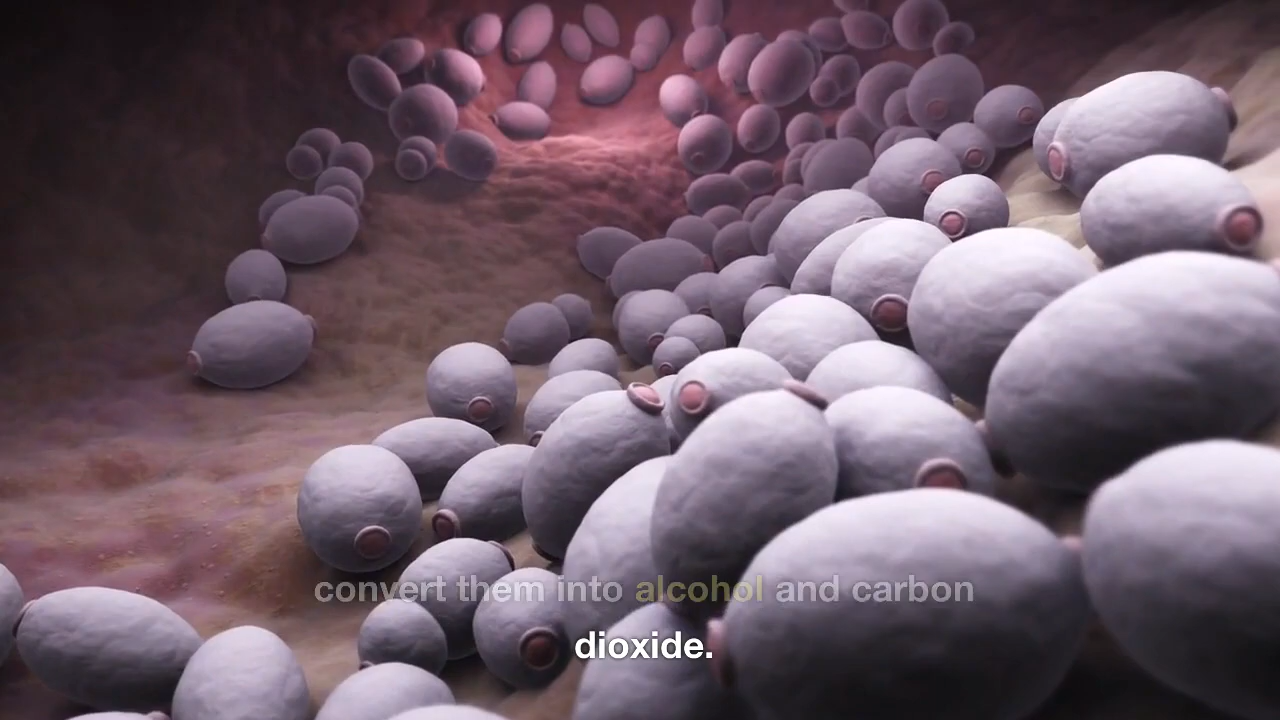 convert them into alcohol and carbon
dioxide.